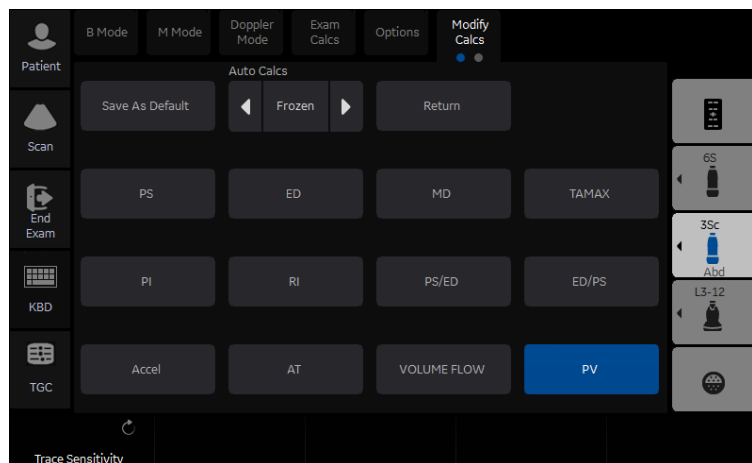 Patient
Scan
End
Exam
KBD
TGC
B Mode
M Mode
Doppler
Mode
Exam
Calcs
Options
Modify
Calcs
Auto Calcs
Save As Default
Frozen
Return
PS
ED
MD
TAMAX
PI
RI
PS/ED
ED/PS
Accel
AT
VOLUME FLOW
PV
6S
3Sc
Abd
L3-12
Trace Sensitivity